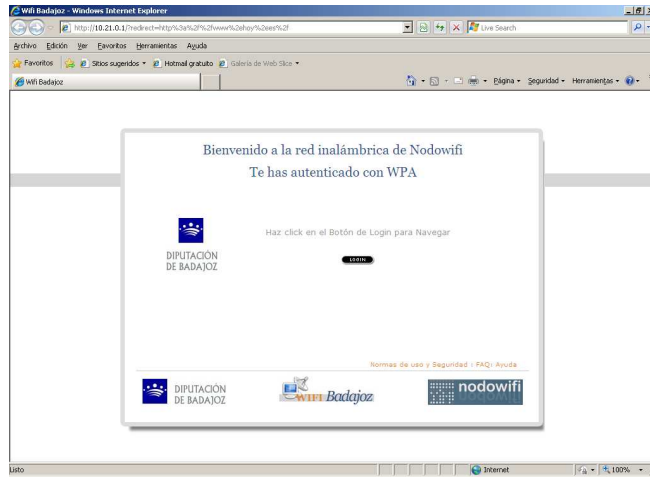 Wifi Badajoz - Windows Internet Explorer
http://10.21.0.1/?redirect=http%3a%2f%2fwww%2ehoy%2ees%2f
Live Search
Archivo Edición Ver Favoritos Herramientas Ayuda
Favoritos Sitios sugeridos Hotmail gratuito Galería de Web Slice
Wifi Badajoz Página Seguridad Herramientas
Bienvenido a la red inalámbrica de Nodowifi
Te has autenticado con WPA
Haz click en el Botón de Login para Navegar
DIPUTACIÓN
DE BADAJOZ
LOGIN
Normas de uso y Seguridad | FAQ: Ayuda
DIPUTACIÓN
DE BADAJOZ
WIFI Badajoz
nodowifi
Listo Internet 100%